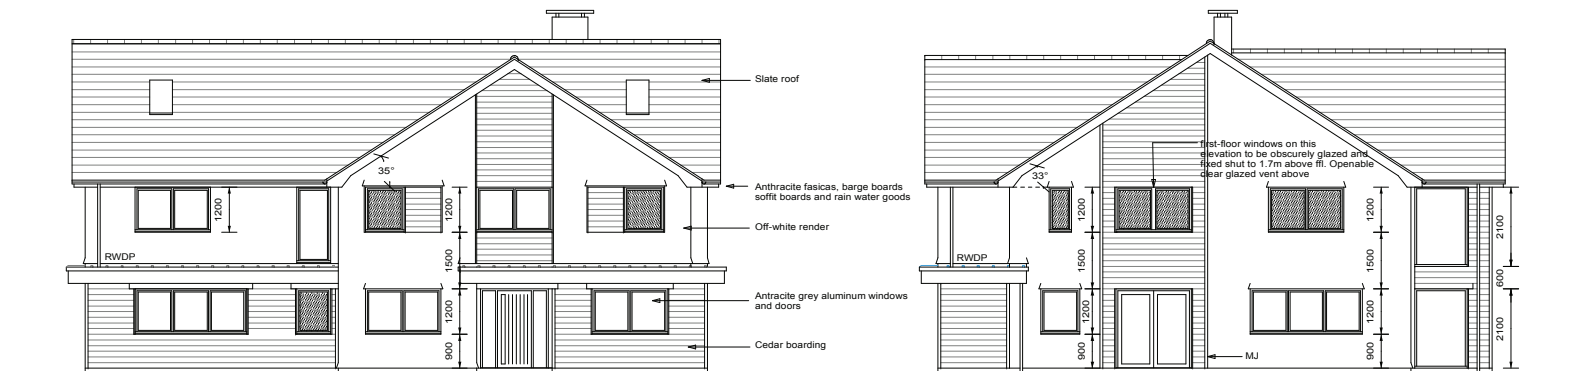 Slate roof
35°
1200
Anthracite fasicas, barge boards
soffit boards and rain water goods
1200
Off-white render
RWDP
1500
Antracite grey aluminum windows
and doors
1200
Cedar boarding
900
first-floor windows on this
elevation to be obscurely glazed and
fixed shut to 1.7m above ffl. Openable
clear glazed vent above
33°
1200
1200
2100
RWDP
1500
1500
600
1200
1200
2100
900
MJ
900